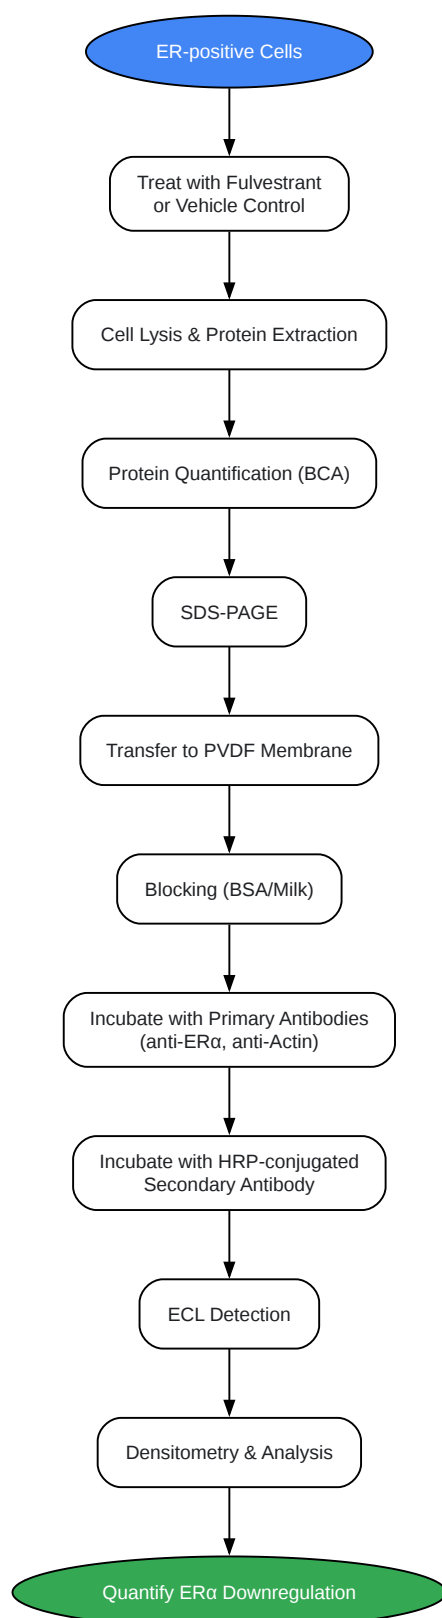 ER-positive Cells
Treat with Fulvestrant
or Vehicle Control
Cell Lysis & Protein Extraction
Protein Quantification (BCA)
SDS-PAGE
Transfer to PVDF Membrane
Blocking (BSA/Milk)
Incubate with Primary Antibodies
(anti-ERα, anti-Actin)
Incubate with HRP-conjugated
Secondary Antibody
ECL Detection
Densitometry & Analysis
Quantify ERα Downregulation